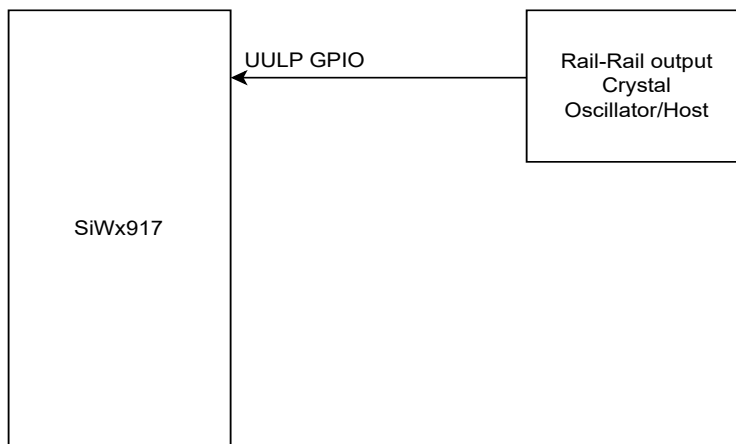 UULP GPIO
Rail-Rail output
Crystal
Oscillator/Host
SiWx917